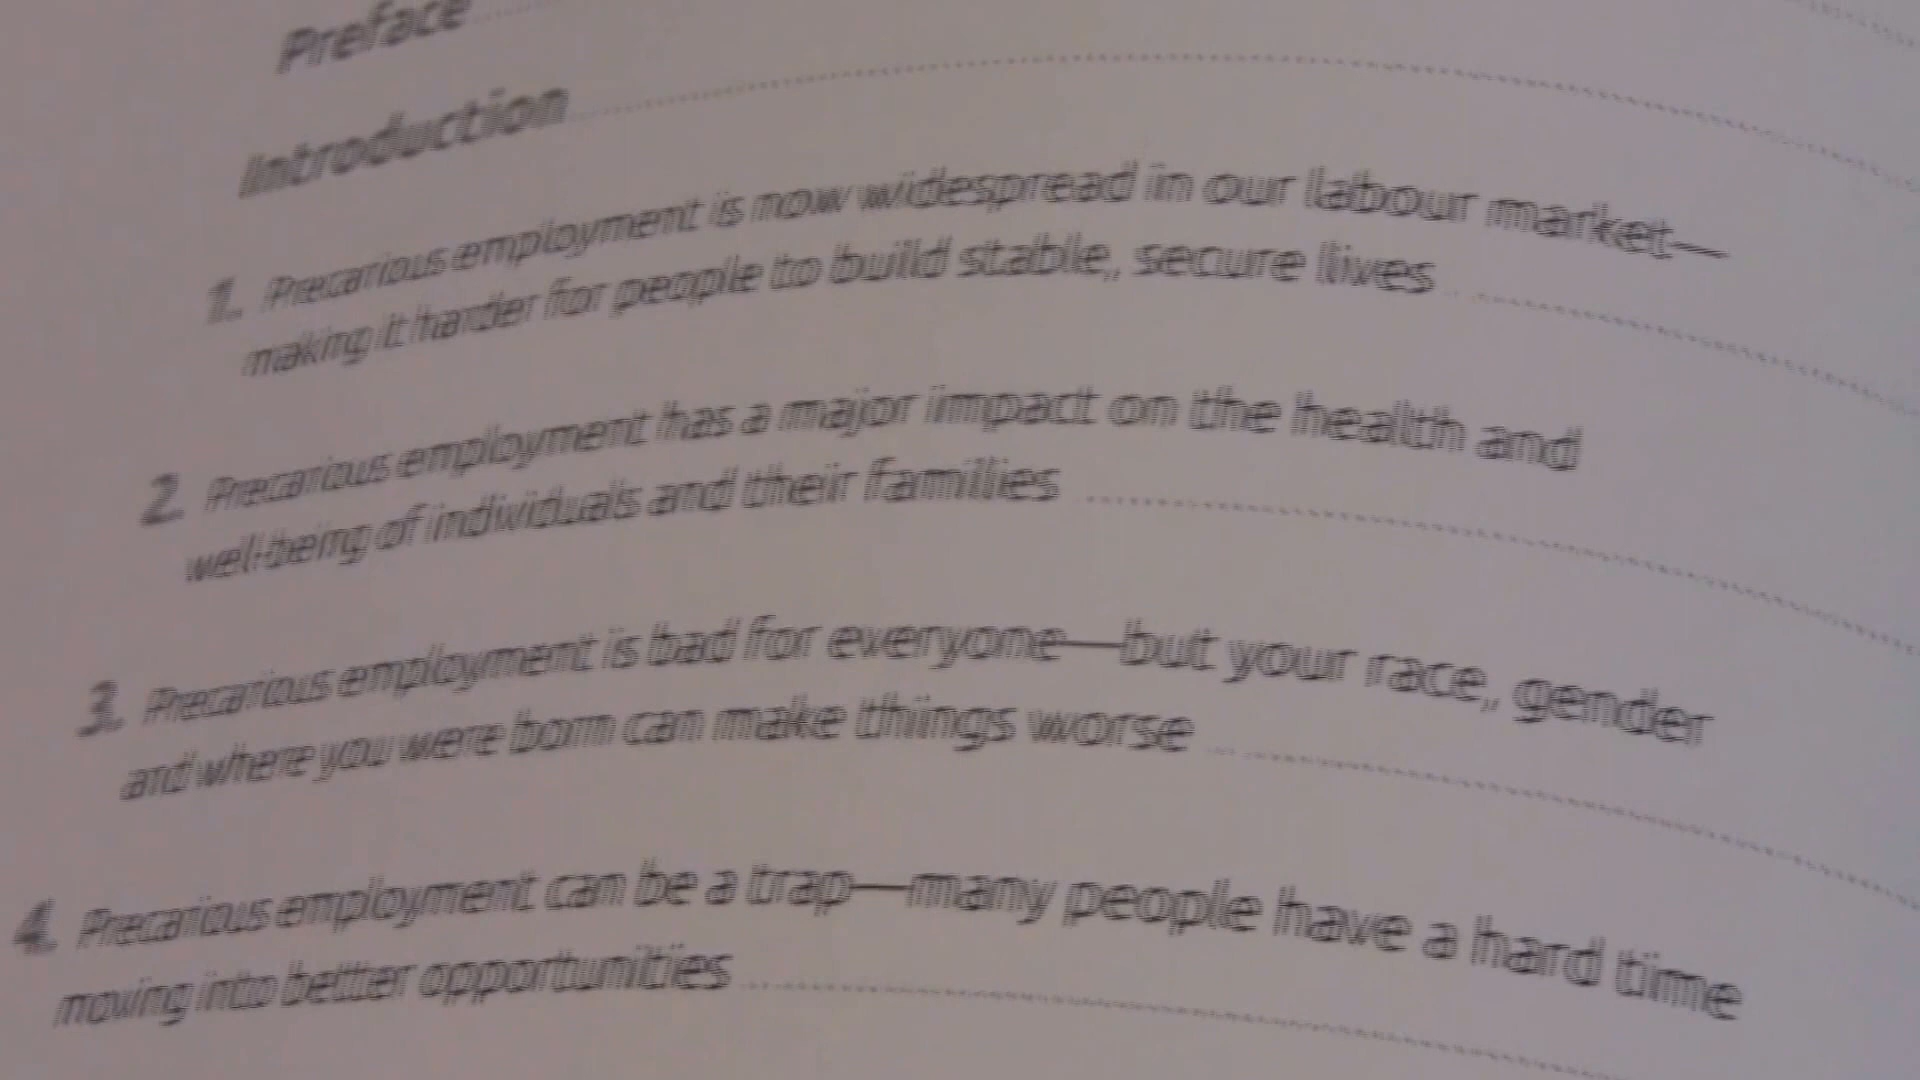 Preface
Introduction
1. Precarious employment is now widespread in our labour market—
making it harder for people to build stable, secure lives
2. Precarious employment has a major impact on the health and
well-being of individuals and their families
3. Precarious employment is bad for everyone—but your race, gender
and where you were born can make things worse
4. Precarious employment can be a trap—many people have a hard time
moving into better opportunities